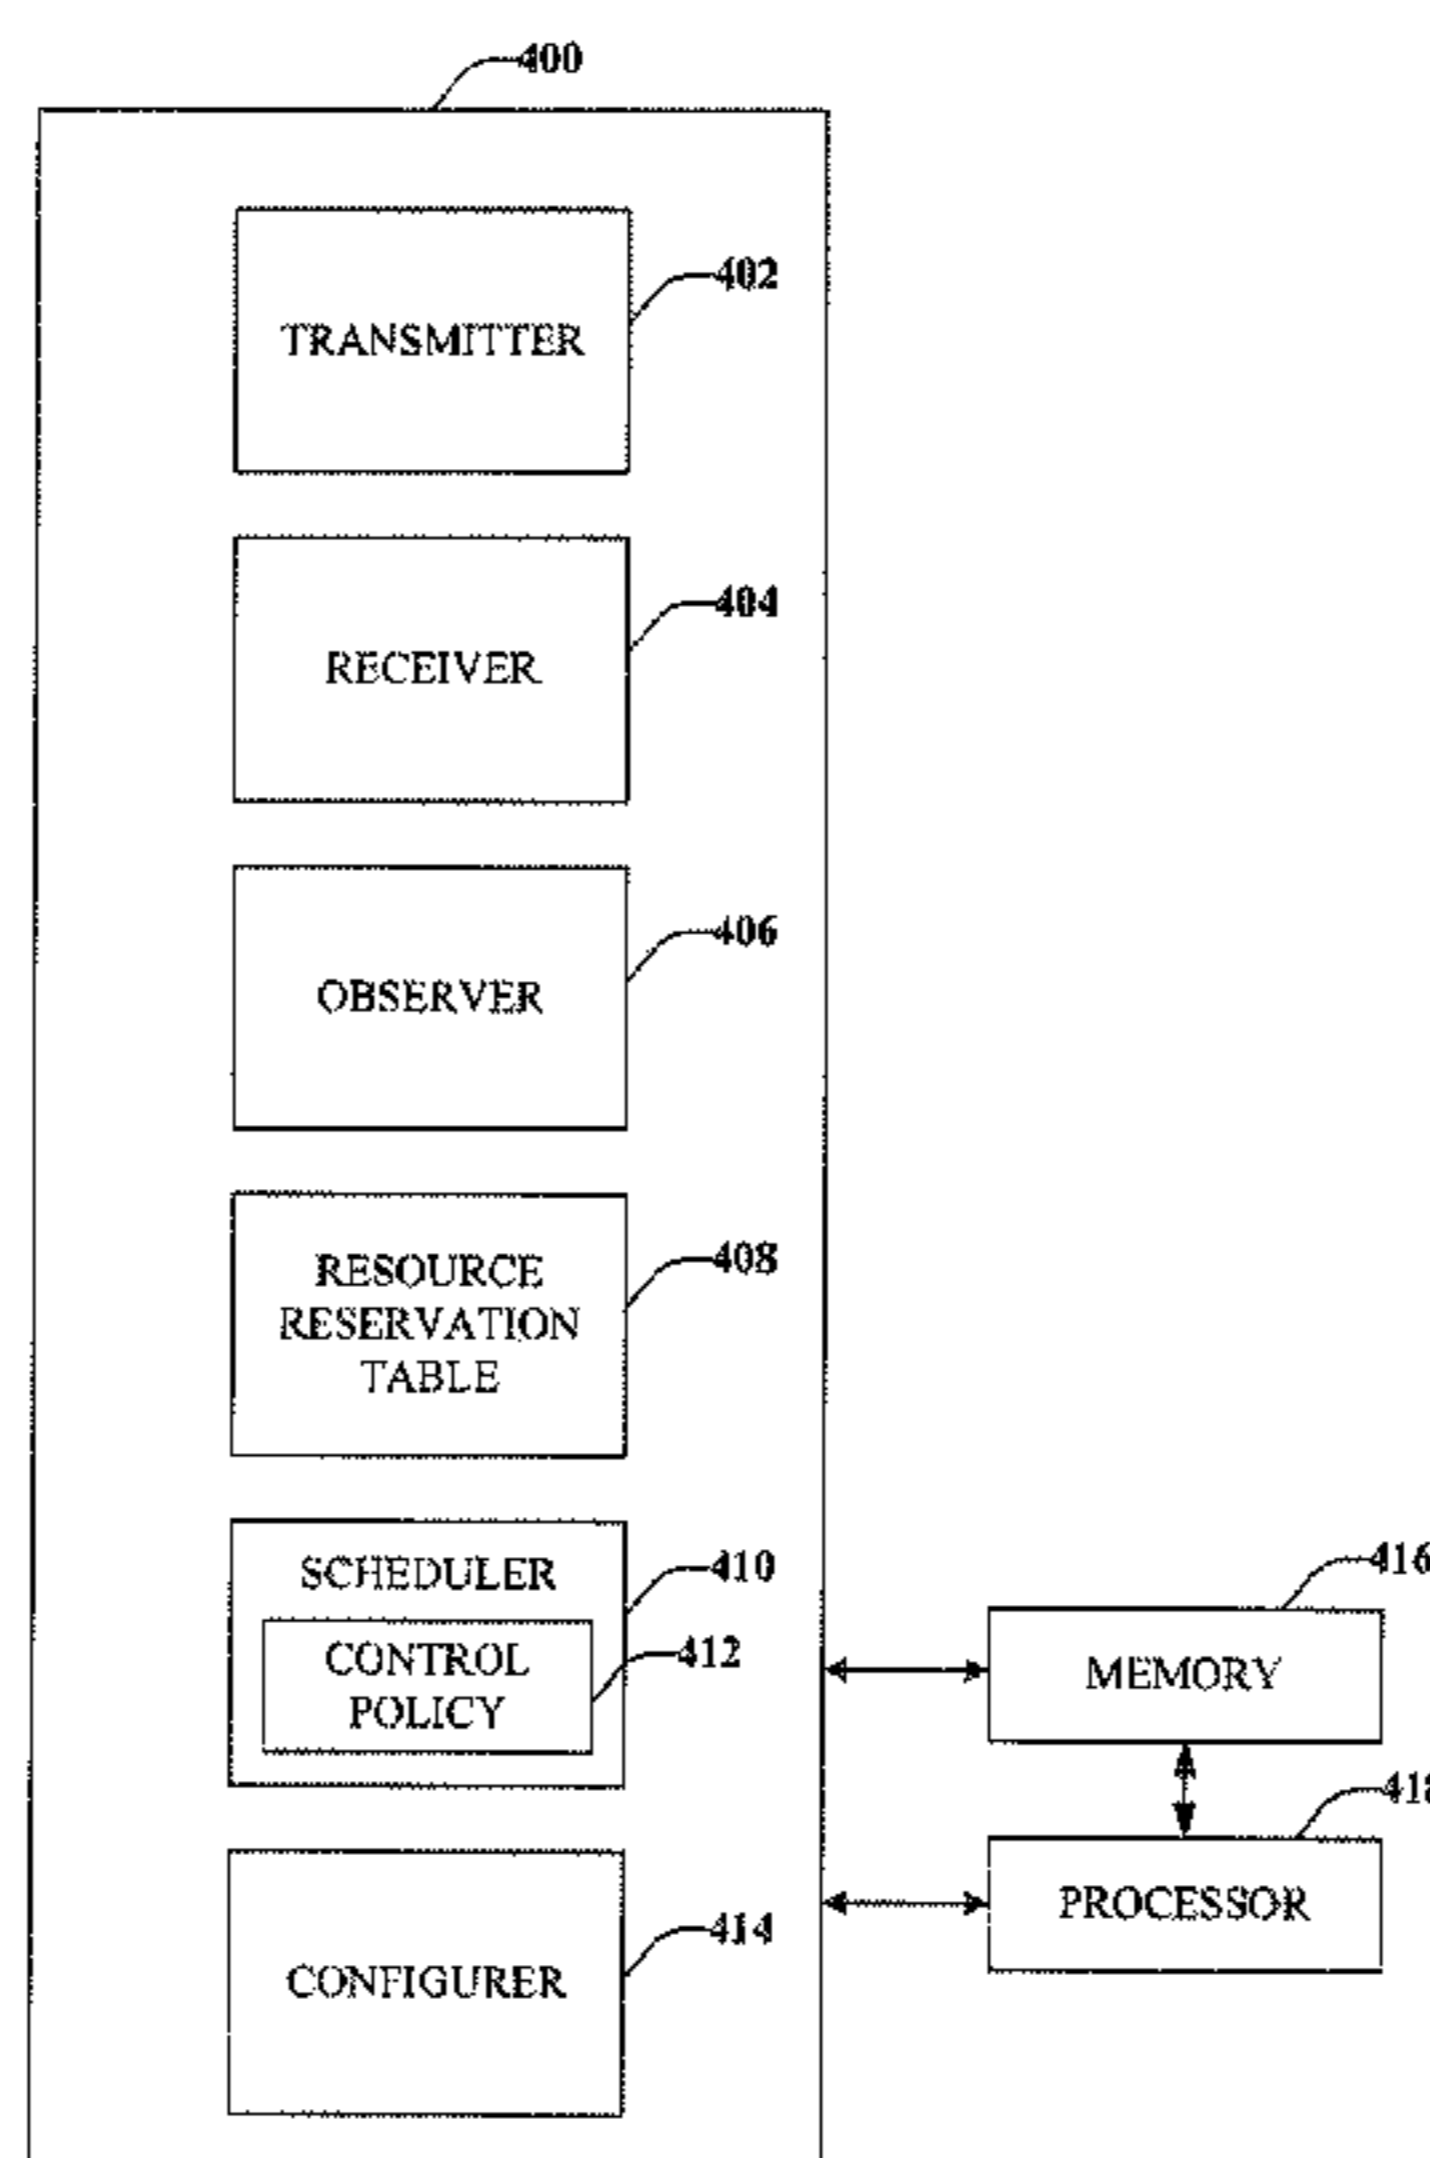 400
402
TRANSMITTER
404
RECEIVER
406
OBSERVER
408
RESOURCE
RESERVATION
TABLE
410
SCHEDULER
412
CONTROL
POLICY
416
MEMORY
418
PROCESSOR
414
CONFIGURER